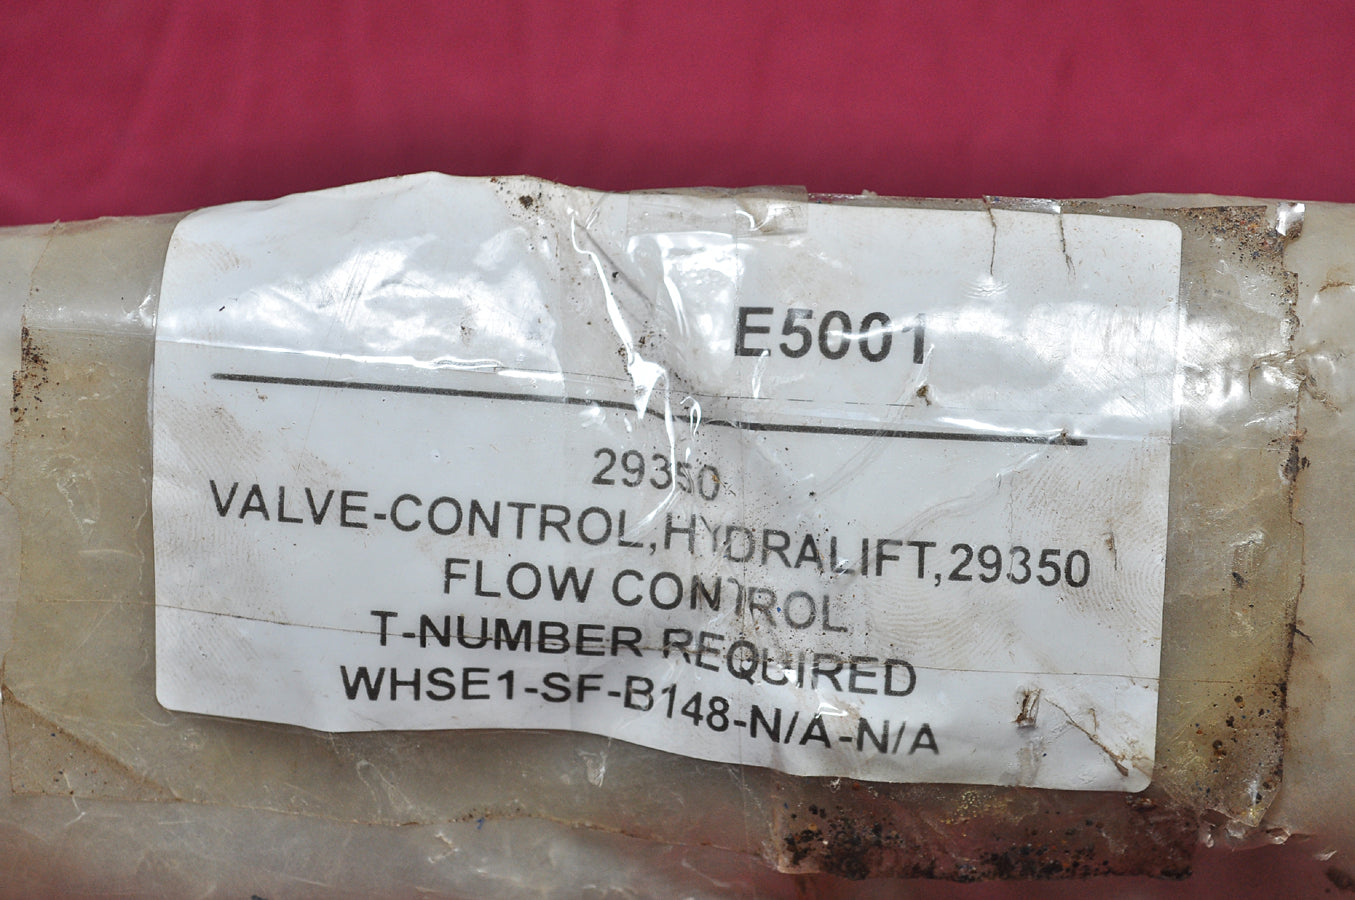 E5001
29350
VALVE-CONTROL,HYDRALIFT,29350
FLOW CONTROL
T-NUMBER REQUIRED
WHSE1-SF-B148-N/A-N/A